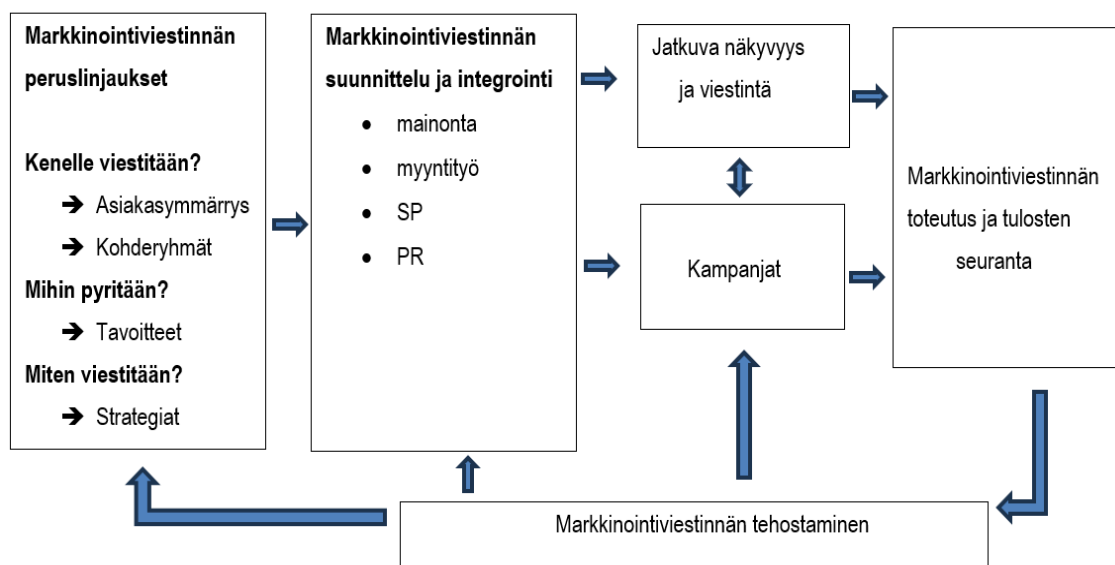 Markkinointiviestinnän
peruslinjaukset
Kenelle viestitään?
➔ Asiakasymmärrys
➔ Kohderyhmät
Mihin pyritään?
➔ Tavoitteet
Miten viestitään?
➔ Strategiat
Markkinointiviestinnän
suunnittelu ja integrointi
• mainonta
• myyntityö
• SP
• PR
Jatkuva näkyvyys
ja viestintä
Kampanjat
Markkinointiviestinnän
toteutus ja tulosten
seuranta
Markkinointiviestinnän tehostaminen